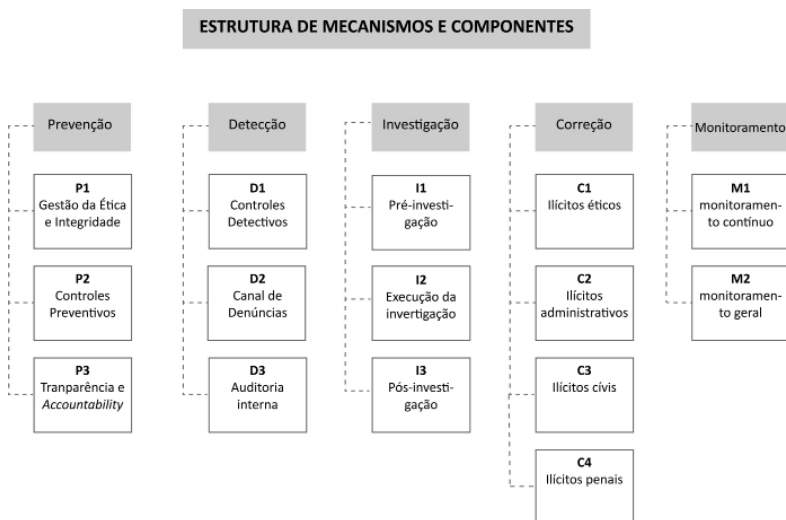 ESTRUTURA DE MECANISMOS E COMPONENTES
Prevenção
Detecção
Investigação
Correção
Monitoramento
P1
Gestão da Ética
e Integridade
D1
Controles
Detectivos
I1
Pré-investi-
gação
C1
Ilícitos éticos
M1
monitoramen-
to contínuo
P2
Controles
Preventivos
D2
Canal de
Denúncias
I2
Execução da
invertigação
C2
Ilícitos
administrativos
M2
monitoramen-
to geral
P3
Tranparência e
Accountability
D3
Auditoria
interna
I3
Pós-investi-
gação
C3
Ilícitos cívis
C4
Ilícitos penais